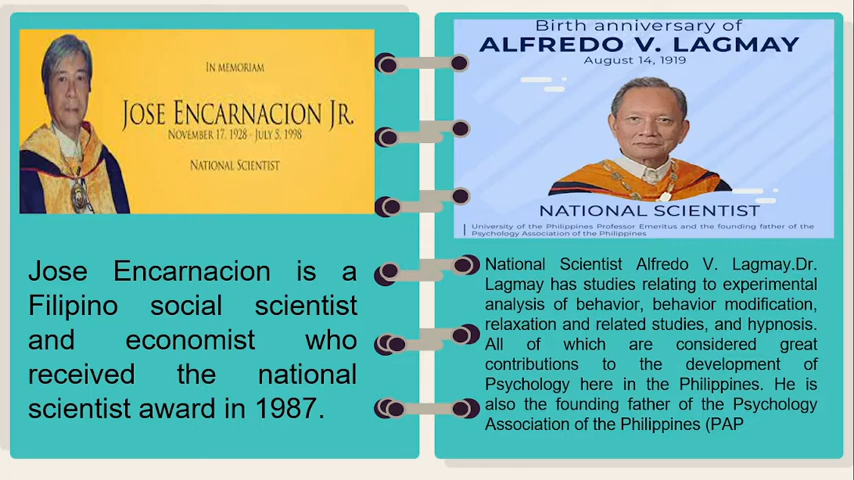 IN MEMORIAM
JOSE ENCARNACION JR.
NOVEMBER 17, 1928 - JULY 5, 1998
NATIONAL SCIENTIST
Jose Encarnacion is a
Filipino social scientist
and economist who
received the national
scientist award in 1987.
Birth anniversary of
ALFREDO V. LAGMAY
August 14, 1919
NATIONAL SCIENTIST
University of the Philippines Professor Emeritus and the founding father of the
Psychology Association of the Philippines
National Scientist Alfredo V. Lagmay.Dr.
Lagmay has studies relating to experimental
analysis of behavior, behavior modification,
relaxation and related studies, and hypnosis.
All of which are considered great
contributions to the development of
Psychology here in the Philippines. He is
also the founding father of the Psychology
Association of the Philippines (PAP